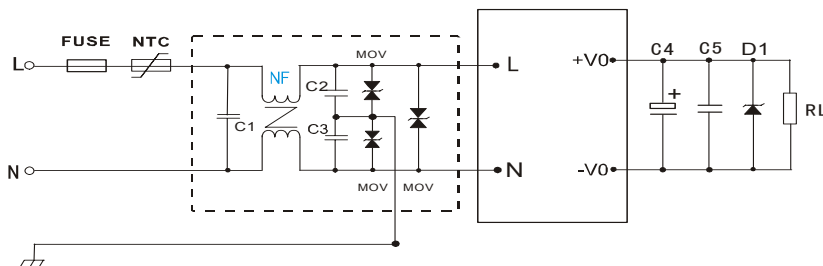 FUSE
NTC
L
NF
MOV
C1
C2
C3
MOV
MOV
N
L
N
+V0
-V0
C4
+
C5
D1
RL